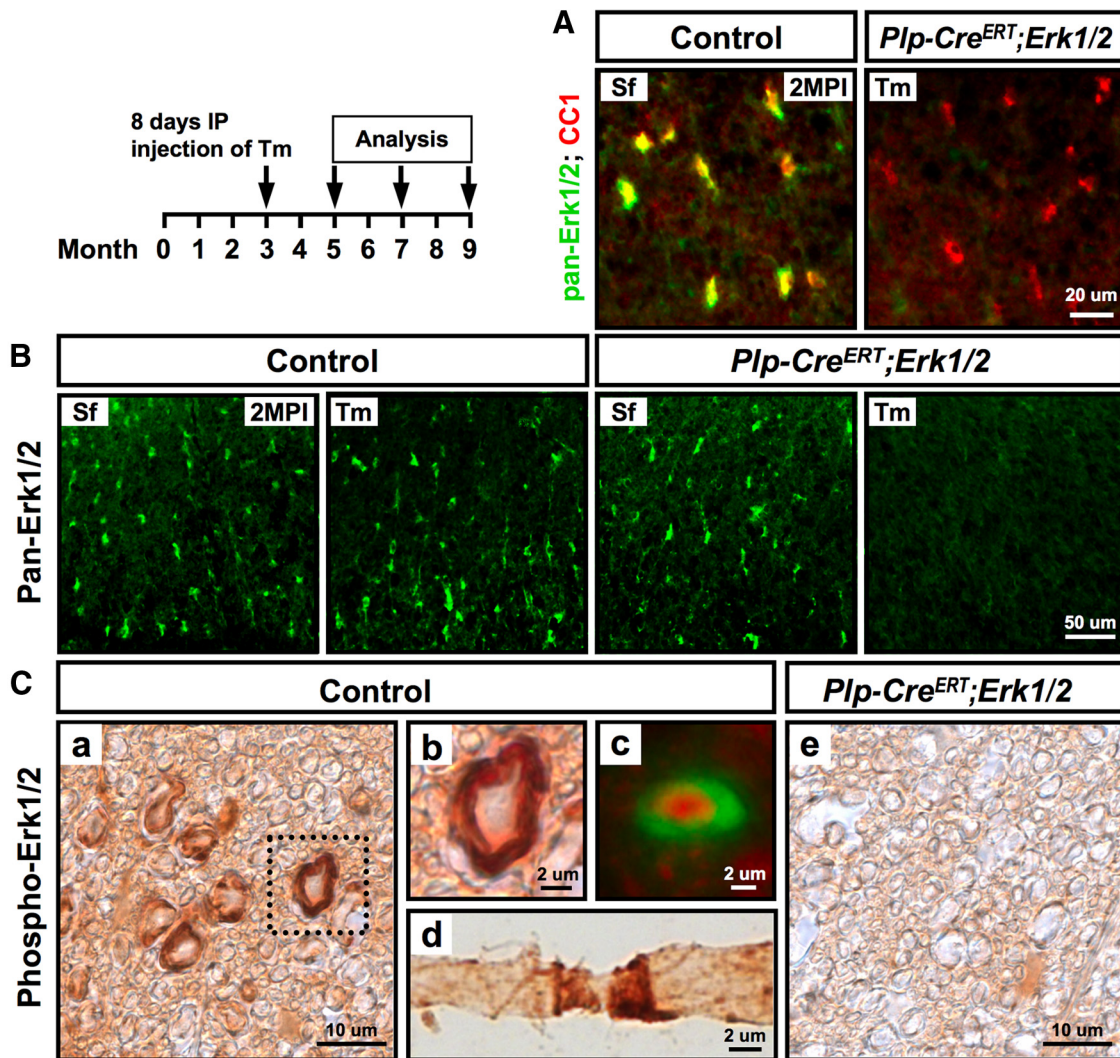 8 days IP
injection of Tm
Analysis
Month 0 1 2 3 4 5 6 7 8 9
A
Control
Plp-CreERT;Erk1/2
pan-Erk1/2; CC1
Sf
2MPI
Tm
20 um
B
Control
Plp-CreERT;Erk1/2
Pan-Erk1/2
Sf
2MPI
Tm
Sf
Tm
50 um
C
Control
Plp-CreERT;Erk1/2
Phospho-Erk1/2
a
10 um
b
2 um
c
2 um
d
2 um
e
10 um